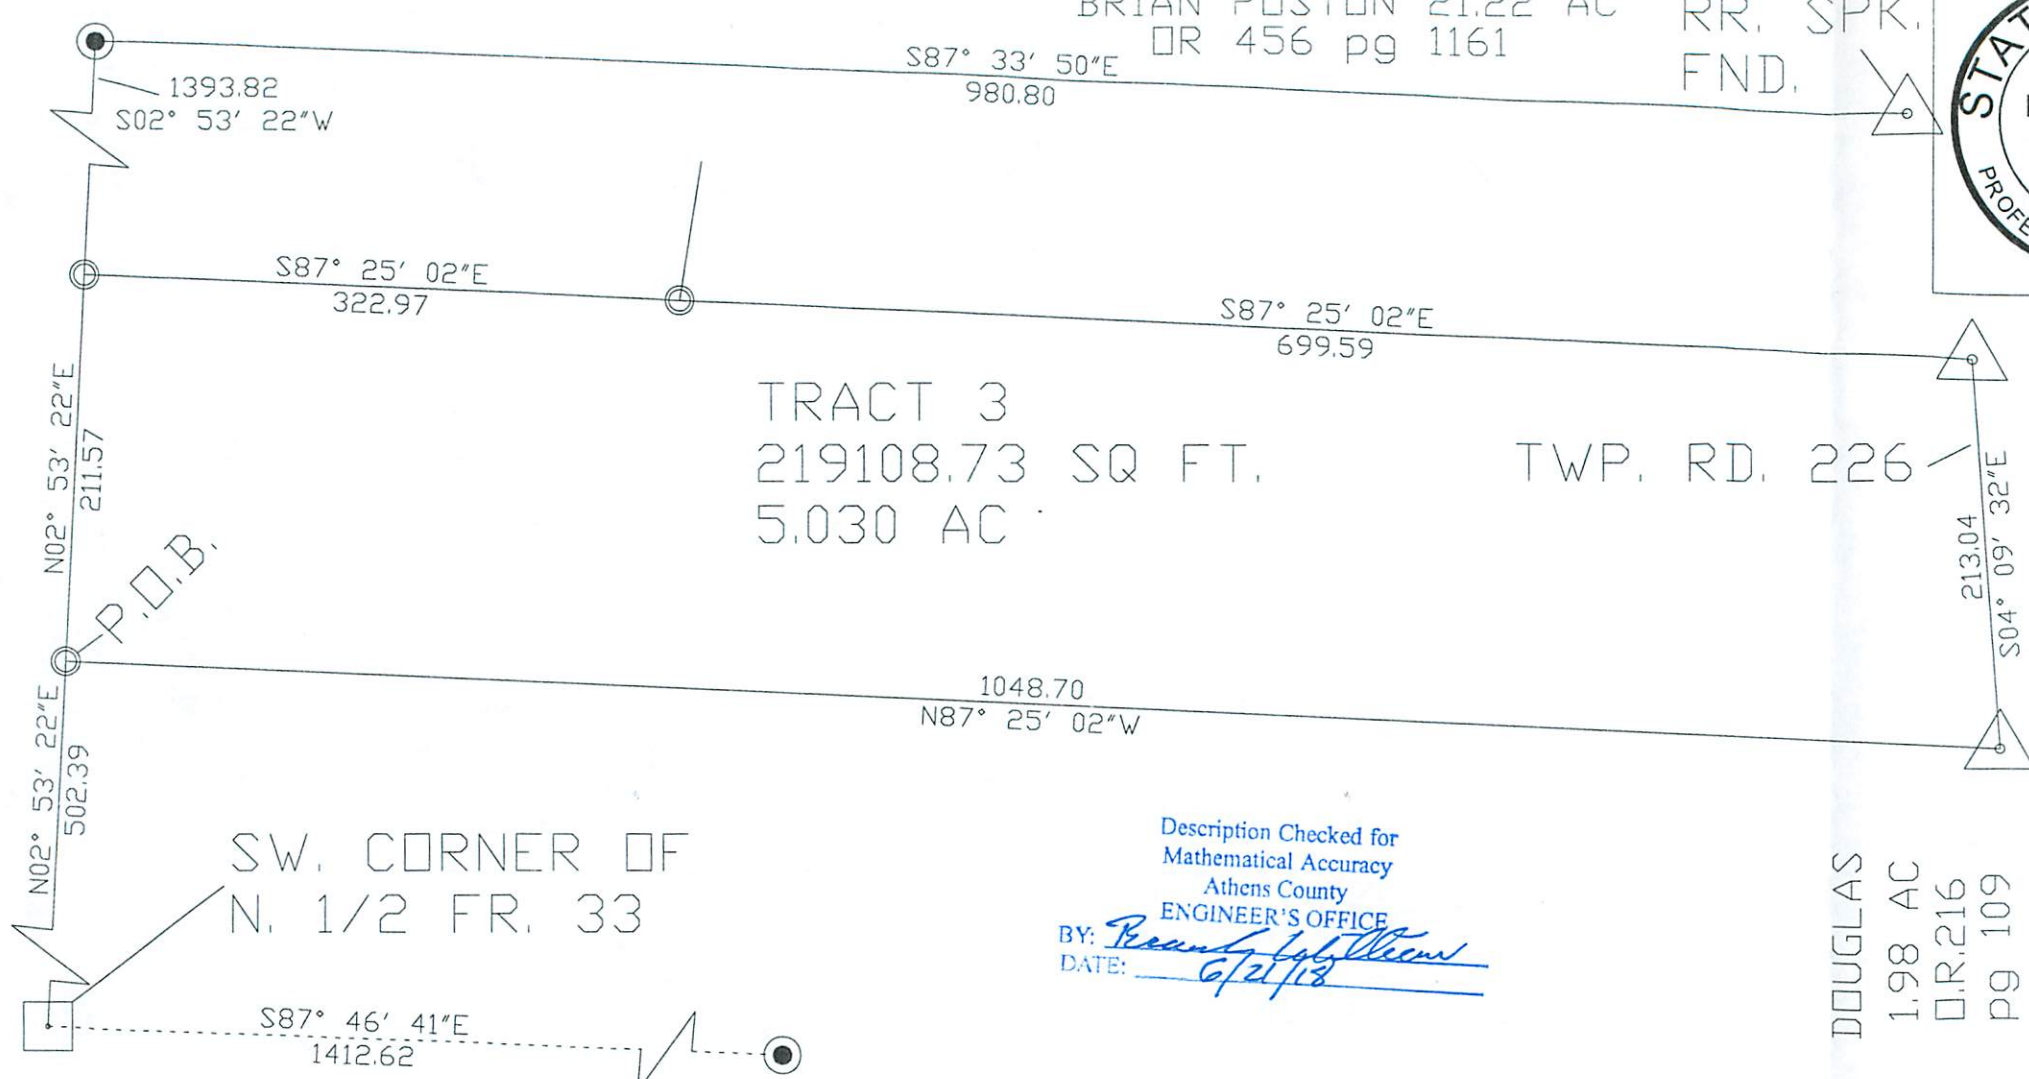 BRIAN POSTON 21.22 AC
OR 456 pg 1161
RR. SPK.
FND.
S87° 33' 50"E
980.80
1393.82
S02° 53' 22"W
S87° 25' 02"E
322.97
S87° 25' 02"E
699.59
N02° 53' 22"E
211.57
TRACT 3
219108.73 SQ FT.
5.030 AC
TWP. RD. 226
213.04
S04° 09' 32"E
P.O.B.
1048.70
N87° 25' 02"W
N02° 53' 22"E
502.39
SW. CORNER OF
N. 1/2 FR. 33
S87° 46' 41"E
1412.62
Description Checked for
Mathematical Accuracy
Athens County
ENGINEER'S OFFICE
BY:
DATE: 6/21/18
DOUGLAS
1.98 AC
O.R.216
pg 109